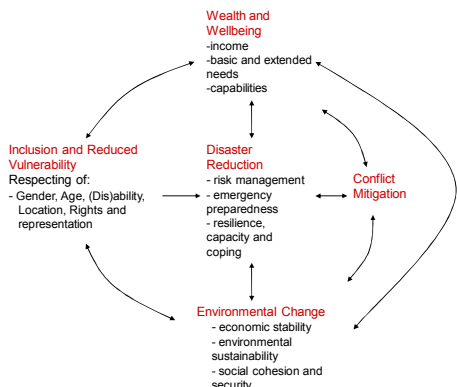 Wealth and
Wellbeing
-income
-basic and extended
needs
-capabilities
Inclusion and Reduced
Vulnerability
Respecting of:
- Gender, Age, (Dis)ability,
Location, Rights and
representation
Disaster
Reduction
- risk management
- emergency
preparedness
- resilience,
capacity and
coping
Conflict
Mitigation
Environmental Change
- economic stability
- environmental
sustainability
- social cohesion and
security